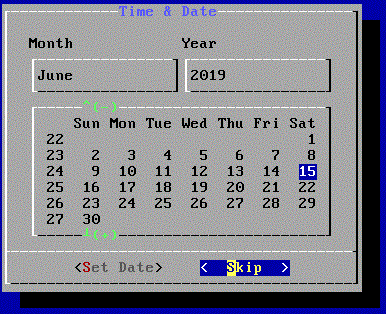 Time & Date
Month Year
June 2019
^(-)
Sun Mon Tue Wed Thu Fri Sat
22 1
23 2 3 4 5 6 7 8
24 9 10 11 12 13 14 15
25 16 17 18 19 20 21 22
26 23 24 25 26 27 28 29
27 30
└(+)
<Set Date> < Skip >